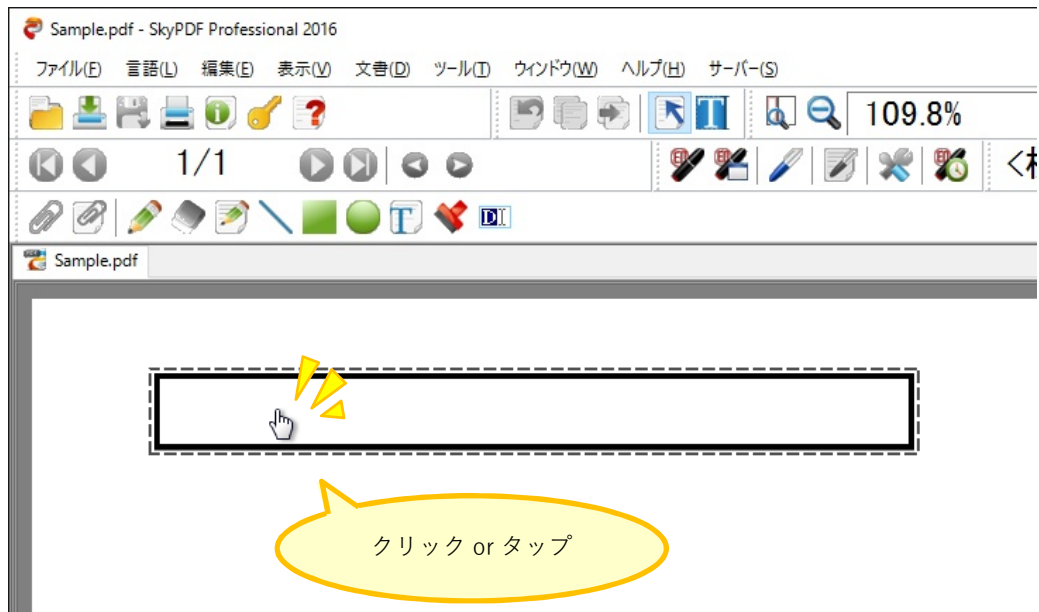 Sample.pdf - SkyPDF Professional 2016
ファイル(F) 言語(L) 編集(E) 表示(V) 文書(D) ツール(T) ウィンドウ(W) ヘルプ(H) サーバー(S)
109.8%
1/1
Sample.pdf
クリック or タップ